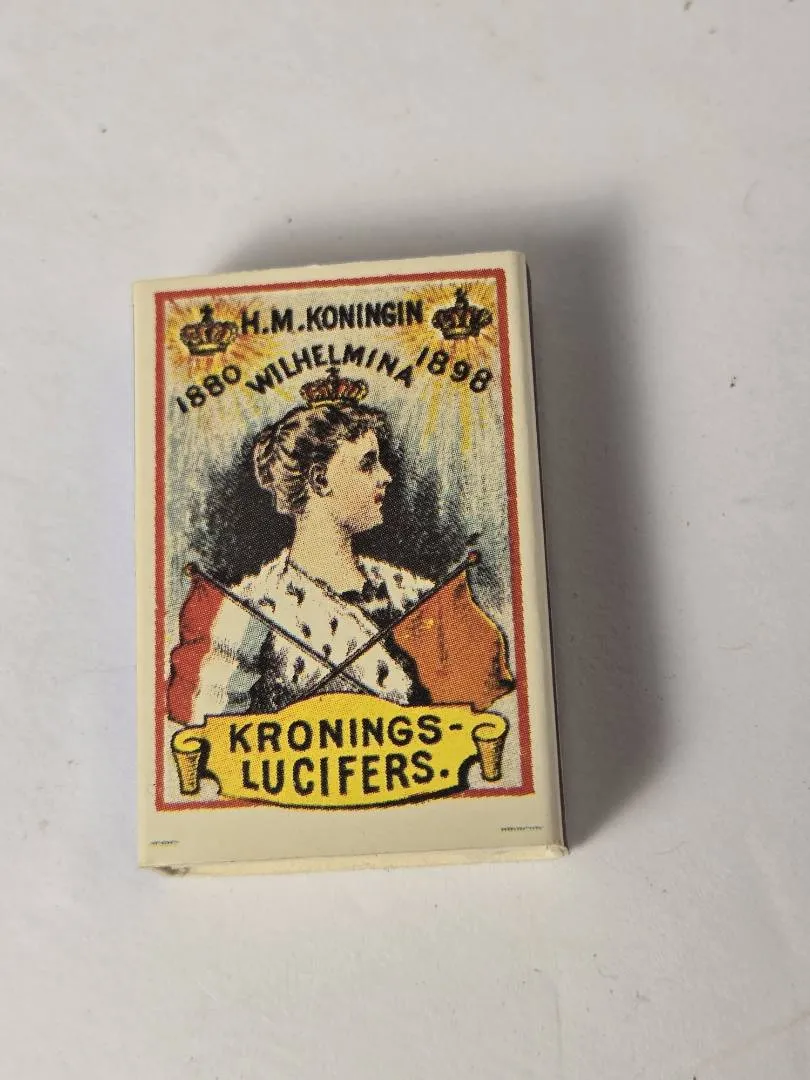 H.M. KONINGIN
WILHELMINA
1880 1898
KRONINGS-
LUCIFERS.